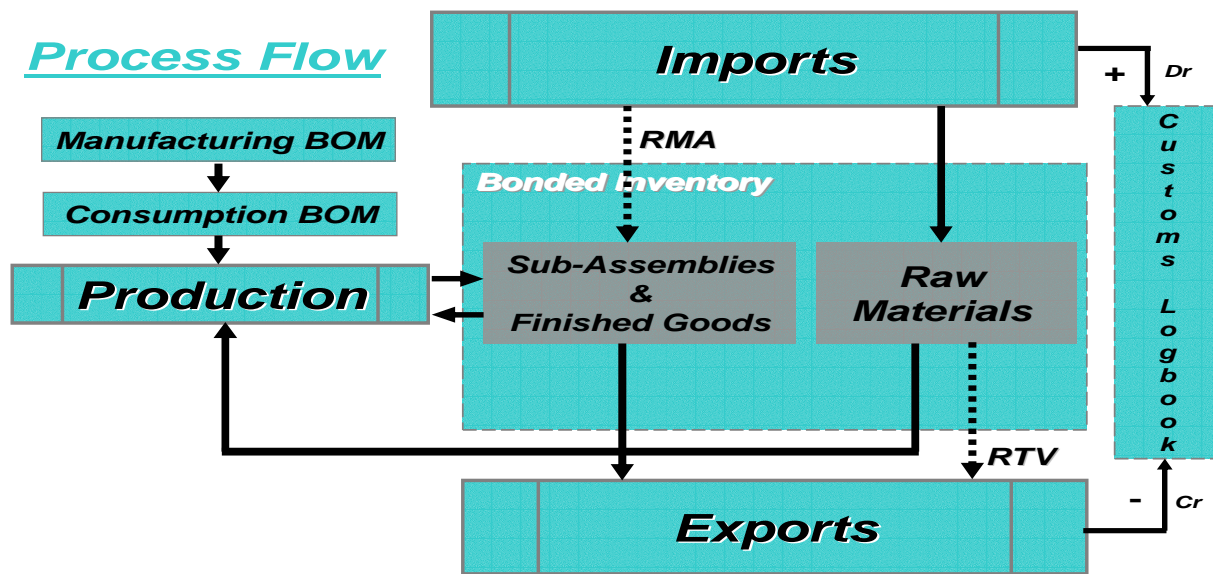 Process Flow
Imports
+
Dr
Manufacturing BOM
RMA
Customs Logbook
Bonded Inventory
Consumption BOM
Sub-Assemblies
&
Finished Goods
Raw
Materials
Production
RTV
Exports
-
Cr